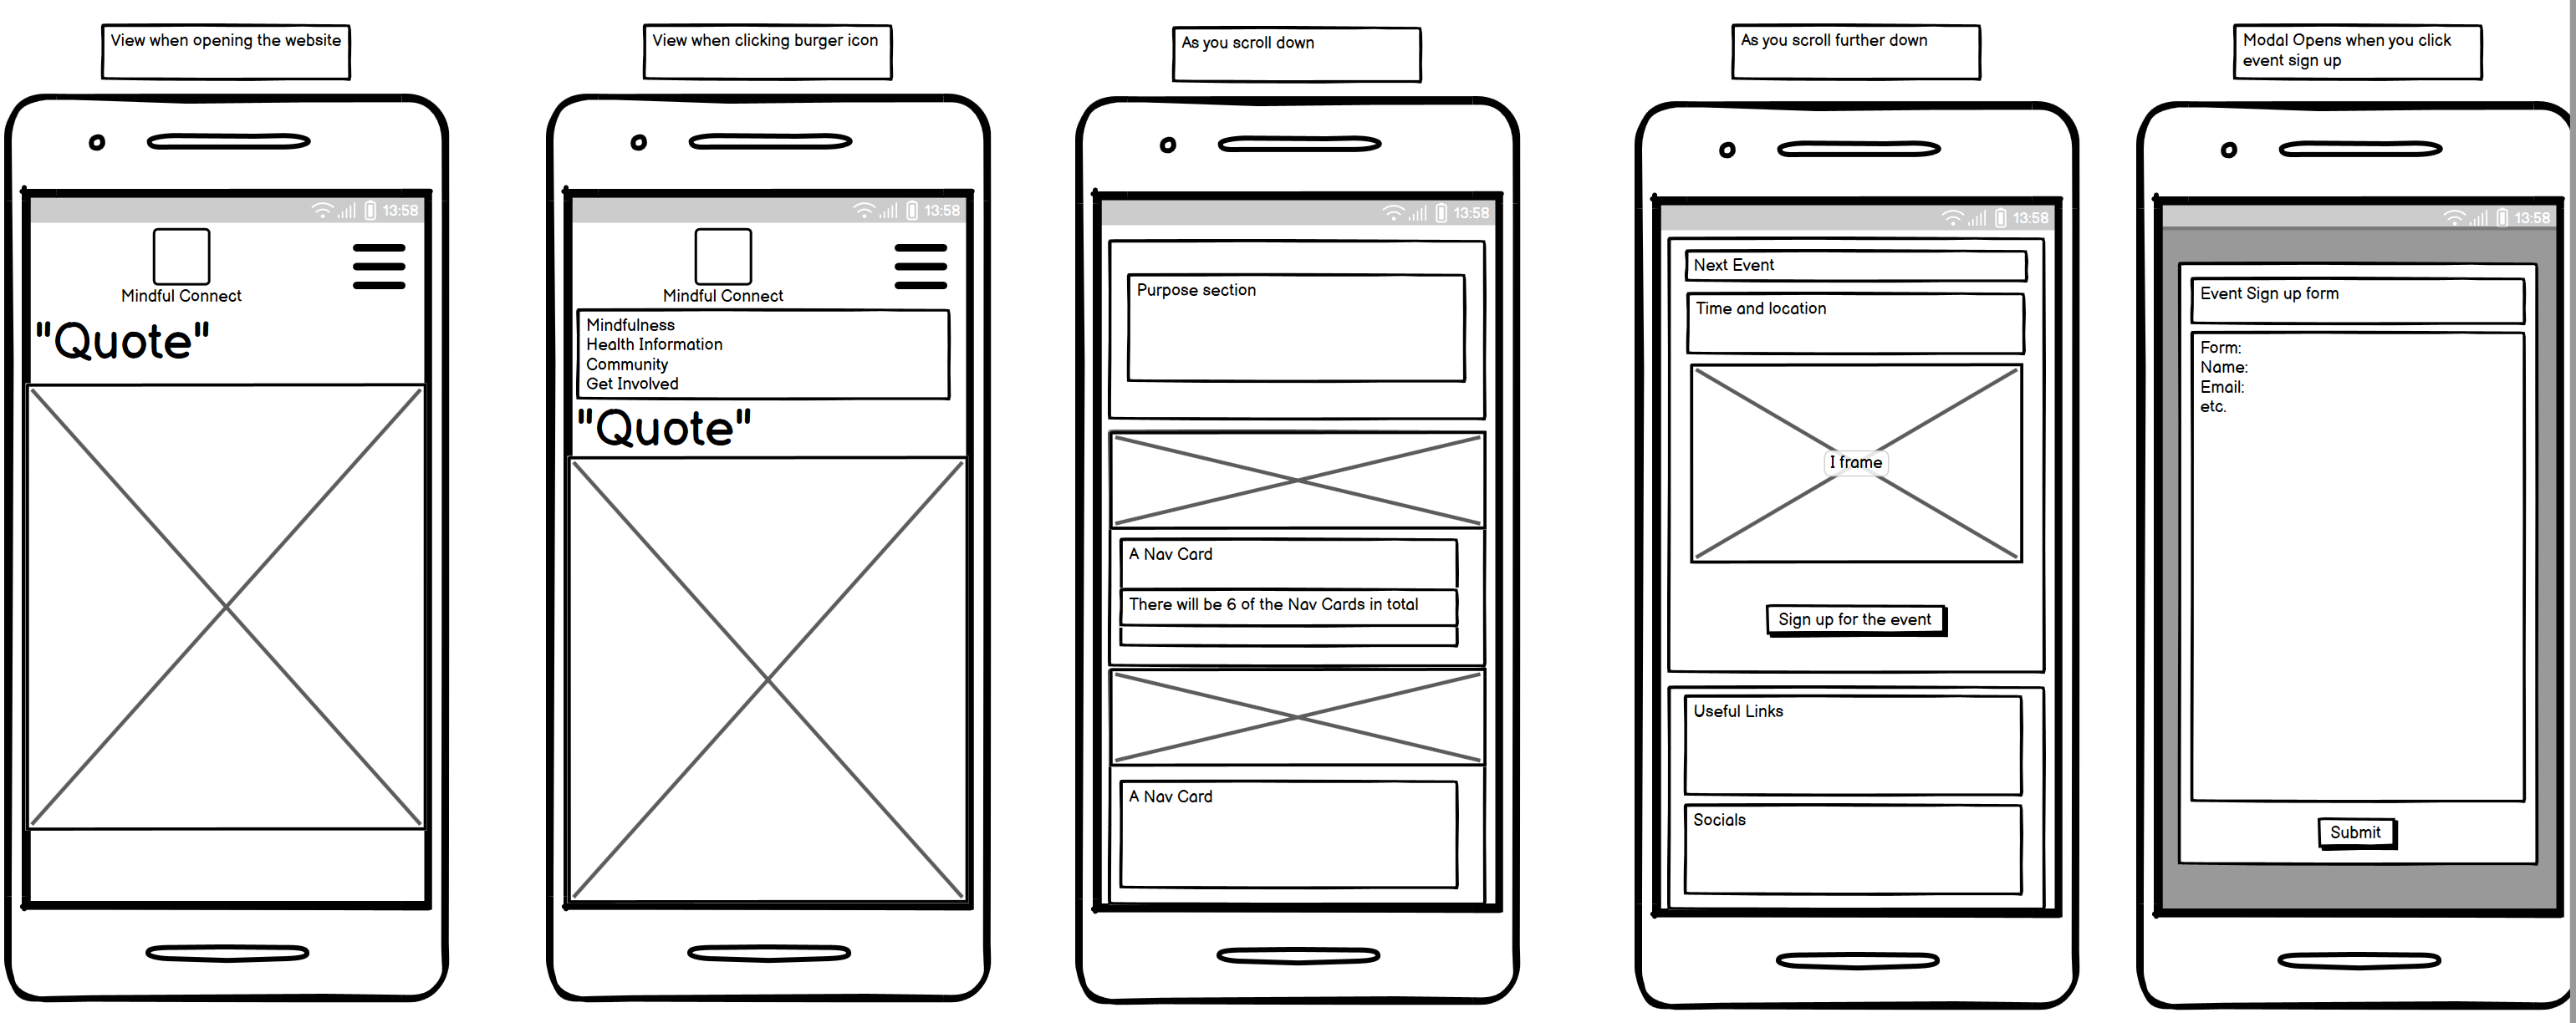 View when opening the website
13:58
Mindful Connect
"Quote"
View when clicking burger icon
13:58
Mindful Connect
Mindfulness
Health Information
Community
Get Involved
"Quote"
As you scroll down
13:58
Purpose section
A Nav Card
There will be 6 of the Nav Cards in total
A Nav Card
As you scroll further down
13:58
Next Event
Time and location
I frame
Sign up for the event
Useful Links
Socials
Modal Opens when you click
event sign up
13:58
Event Sign up form
Form:
Name:
Email:
etc.
Submit